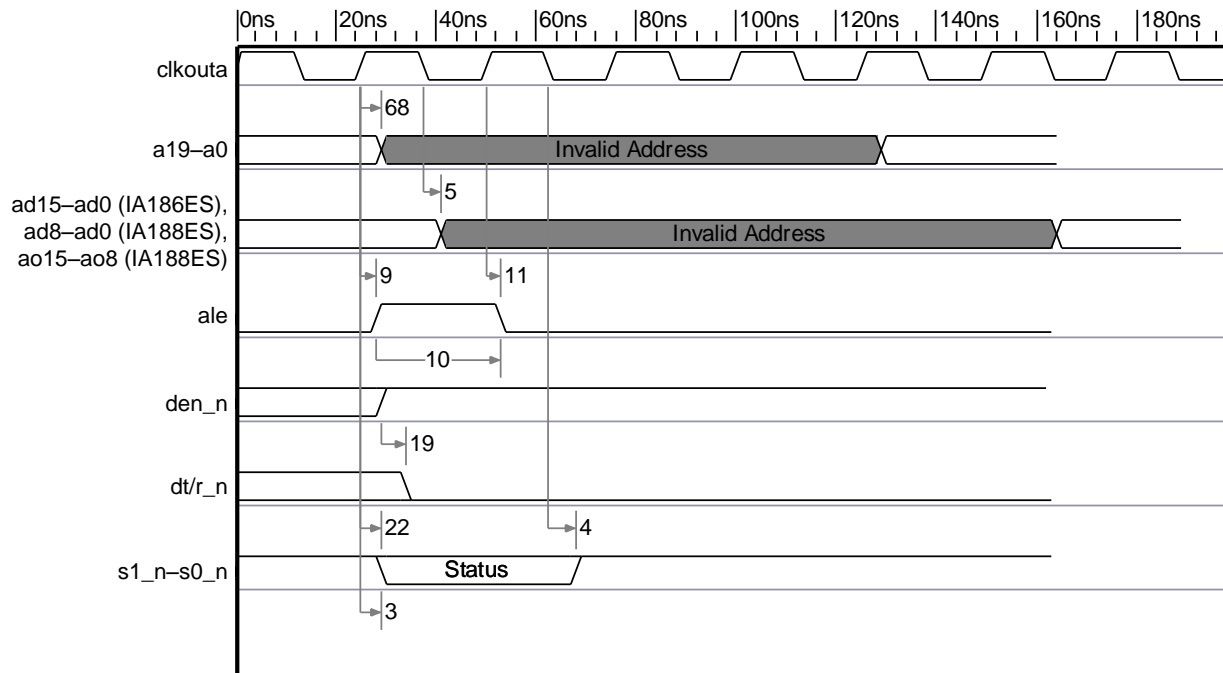 0ns 20ns 40ns 60ns 80ns 100ns 120ns 140ns 160ns 180ns
clkouta
68
a19–a0 Invalid Address
5
ad15–ad0 (IA186ES),
ad8–ad0 (IA188ES), Invalid Address
ao15–ao8 (IA188ES)
9 11
ale
10
den_n
19
dt/r_n
22 4
s1_n–s0_n Status
3